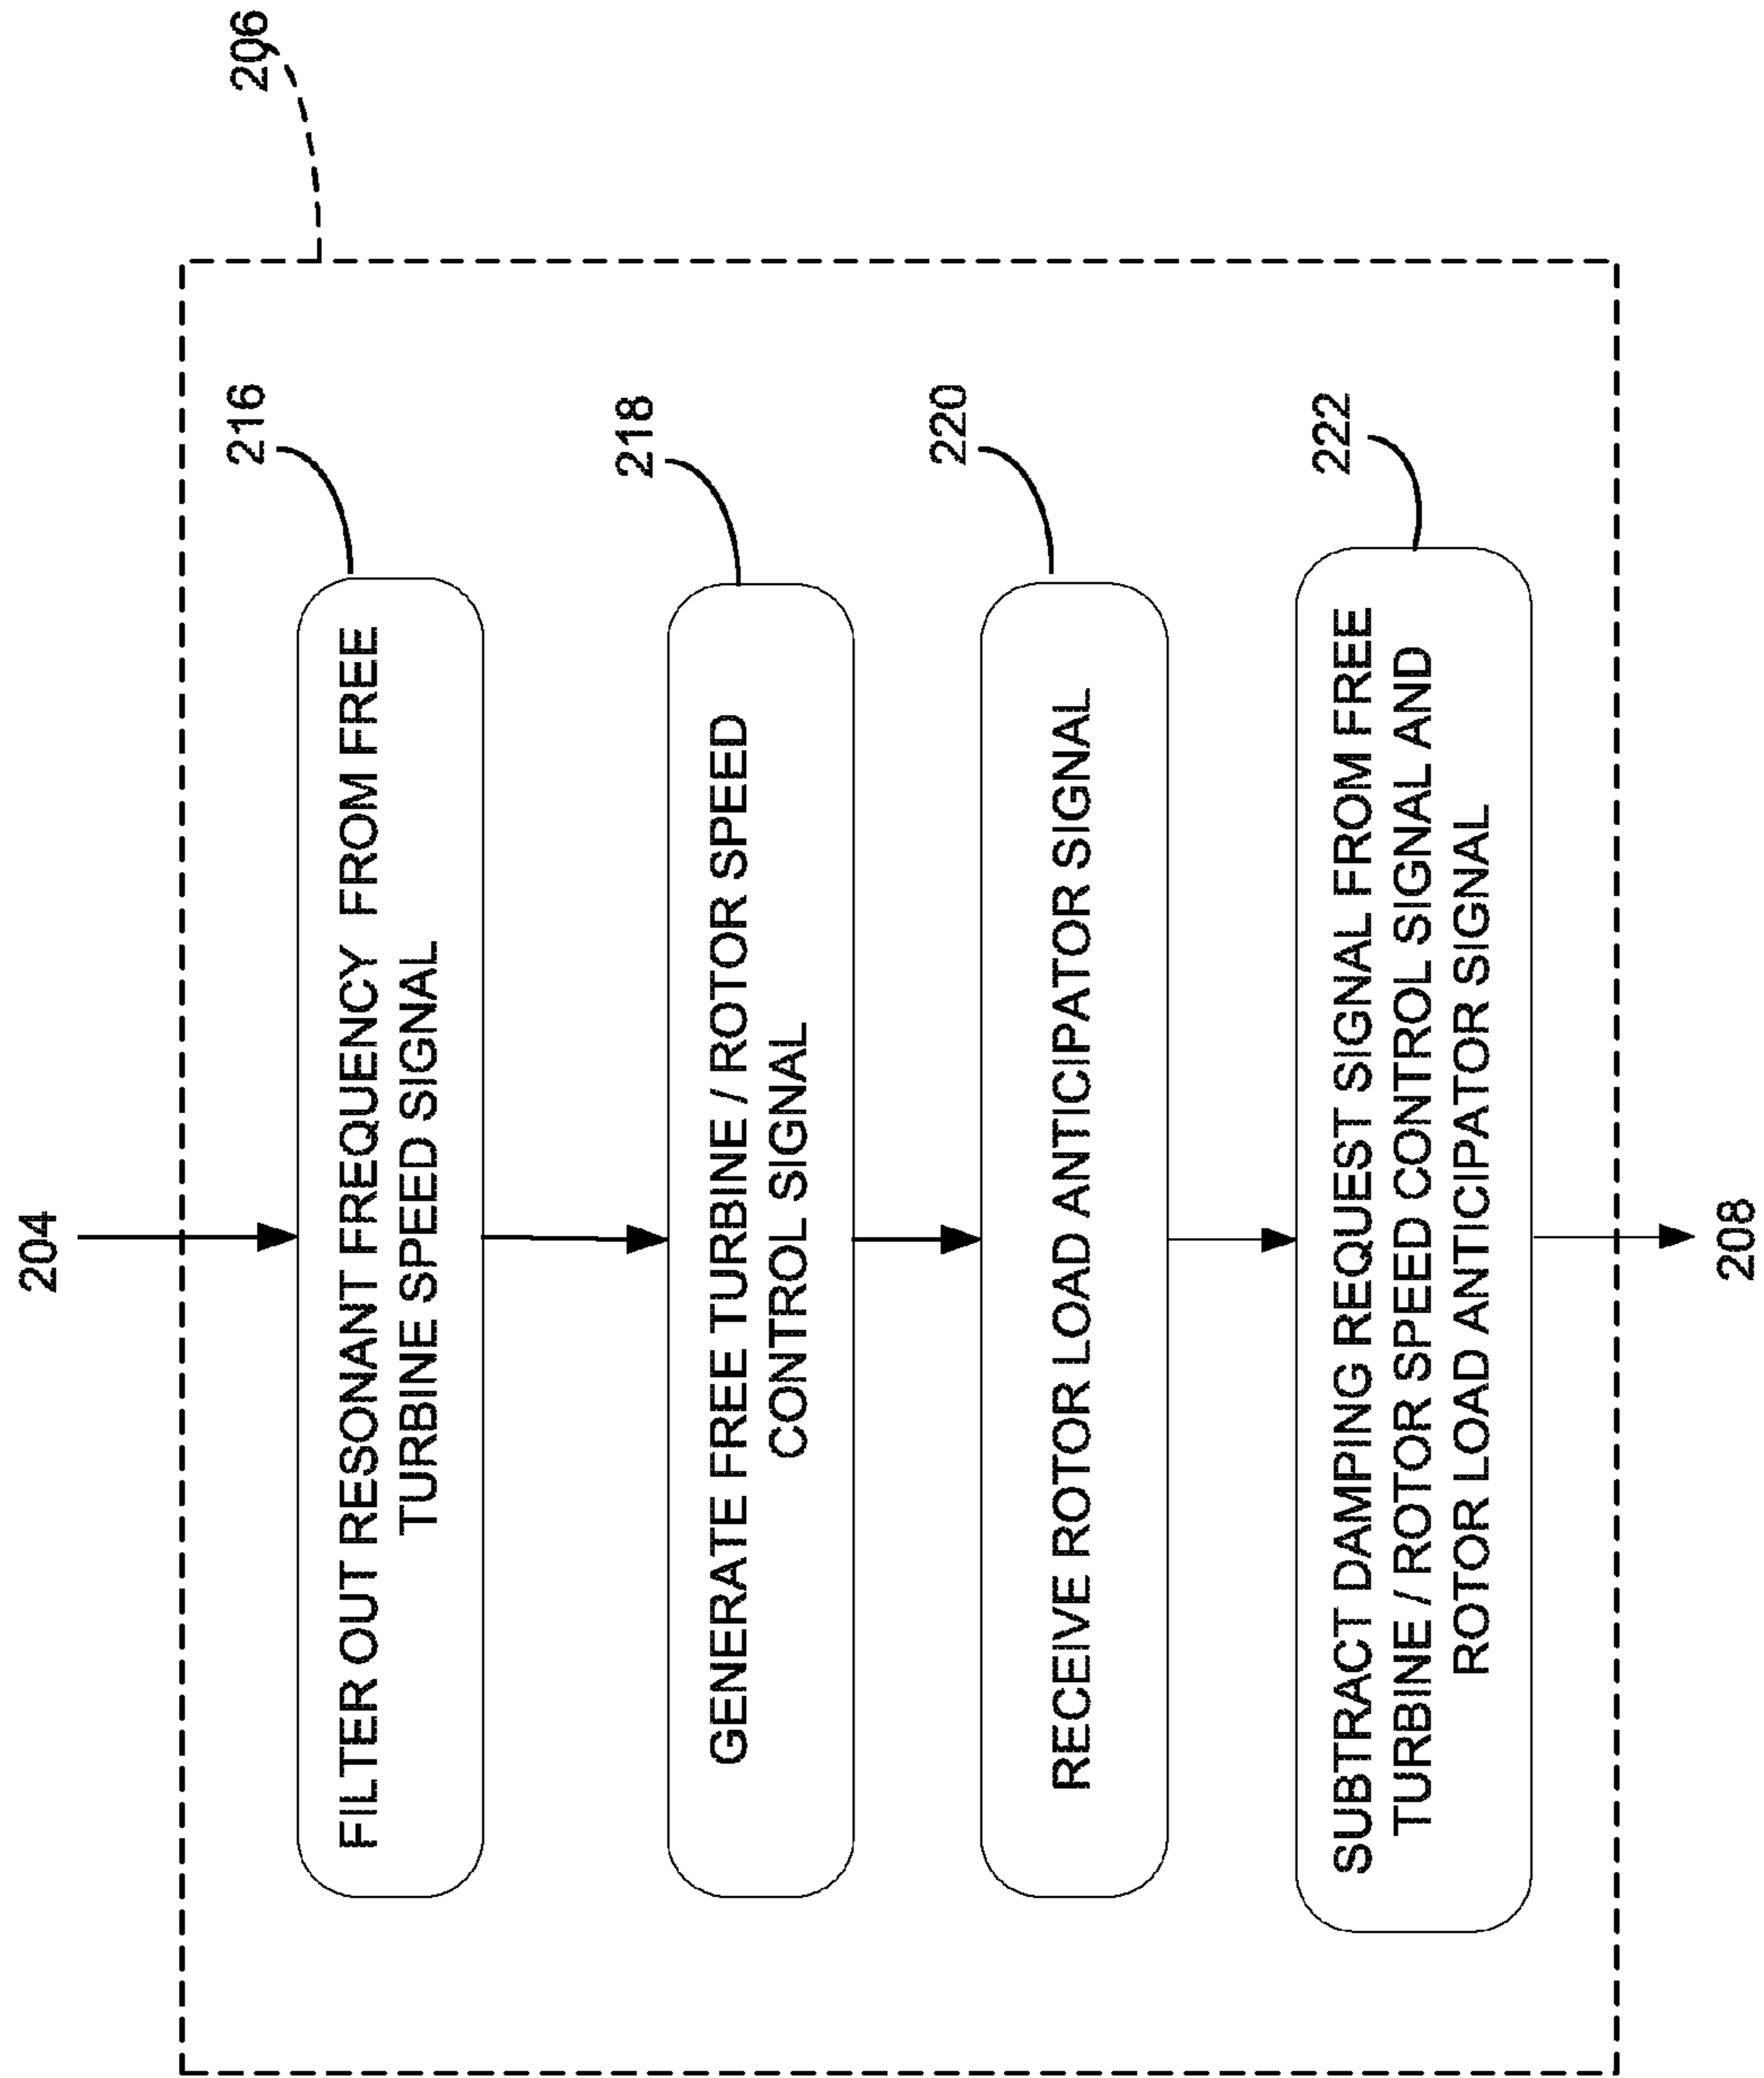 204
206
216
FILTER OUT RESONANT FREQUENCY FROM FREE
TURBINE SPEED SIGNAL
218
GENERATE FREE TURBINE / ROTOR SPEED
CONTROL SIGNAL
220
RECEIVE ROTOR LOAD ANTICIPATOR SIGNAL
222
SUBTRACT DAMPING REQUEST SIGNAL FROM FREE
TURBINE / ROTOR SPEED CONTROL SIGNAL AND
ROTOR LOAD ANTICIPATOR SIGNAL
208